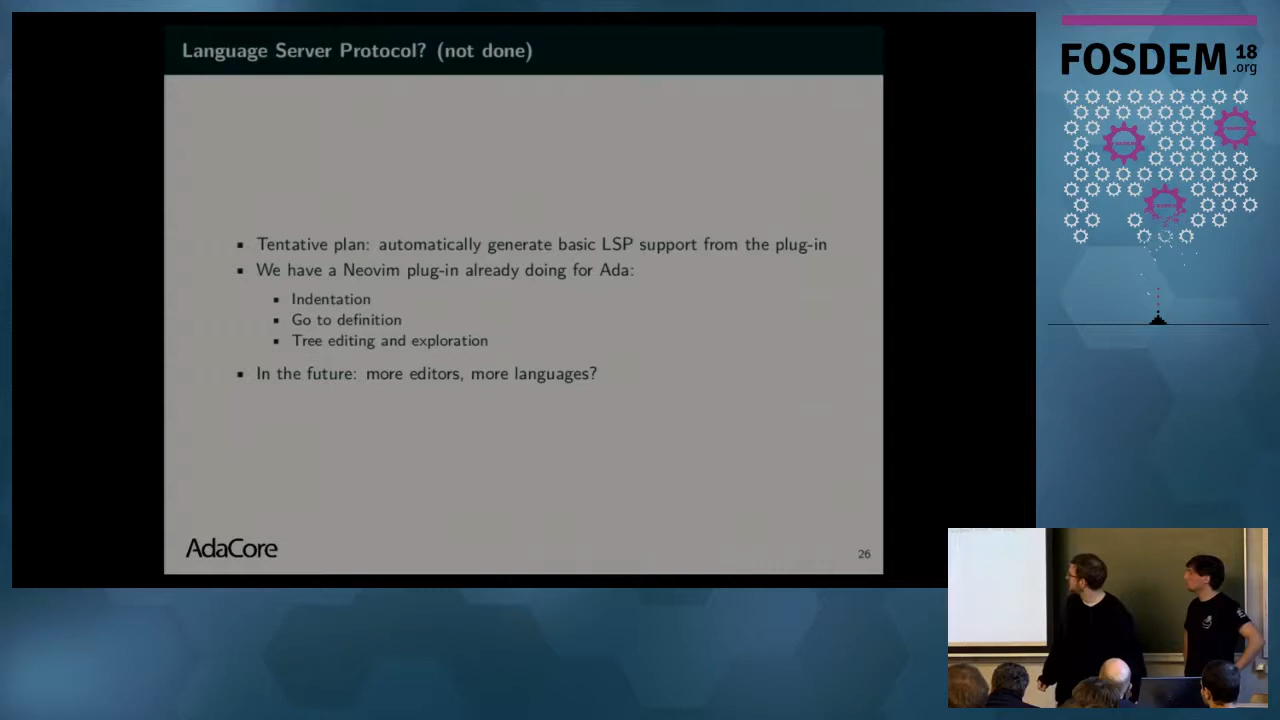 Language Server Protocol? (not done)
Tentative plan: automatically generate basic LSP support from the plug-in
We have a Neovim plug-in already doing for Ada:
Indentation
Go to definition
Tree editing and exploration
In the future: more editors, more languages?
AdaCore
26
FOSDEM 18
.org